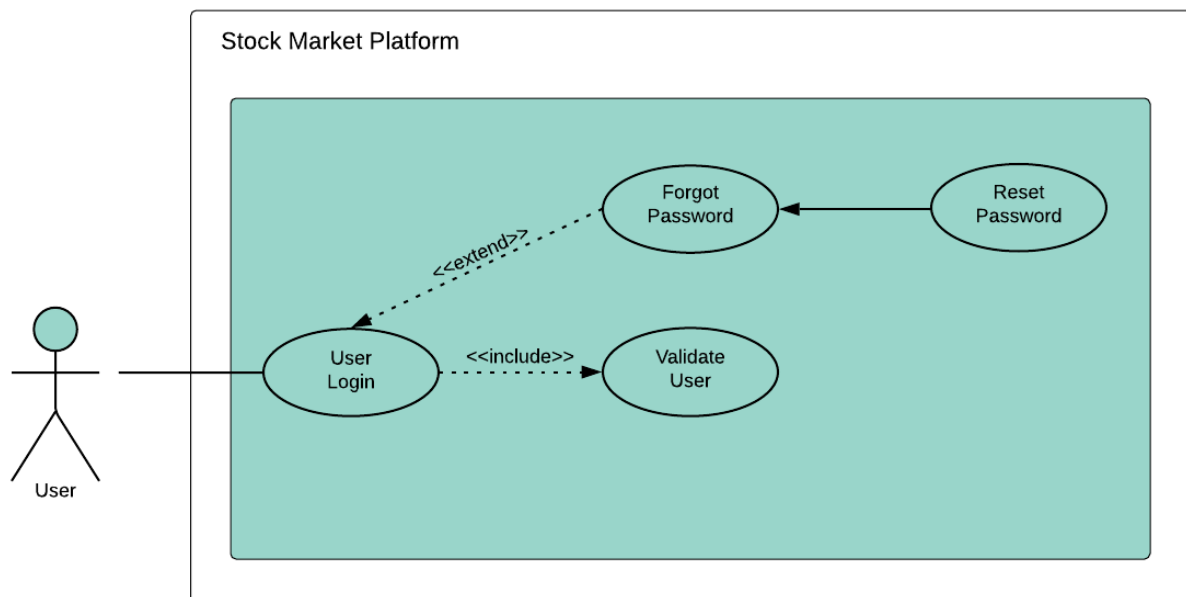 Stock Market Platform
Forgot
Password
Reset
Password
<<extend>>
User
Login
<<include>>
Validate
User
User